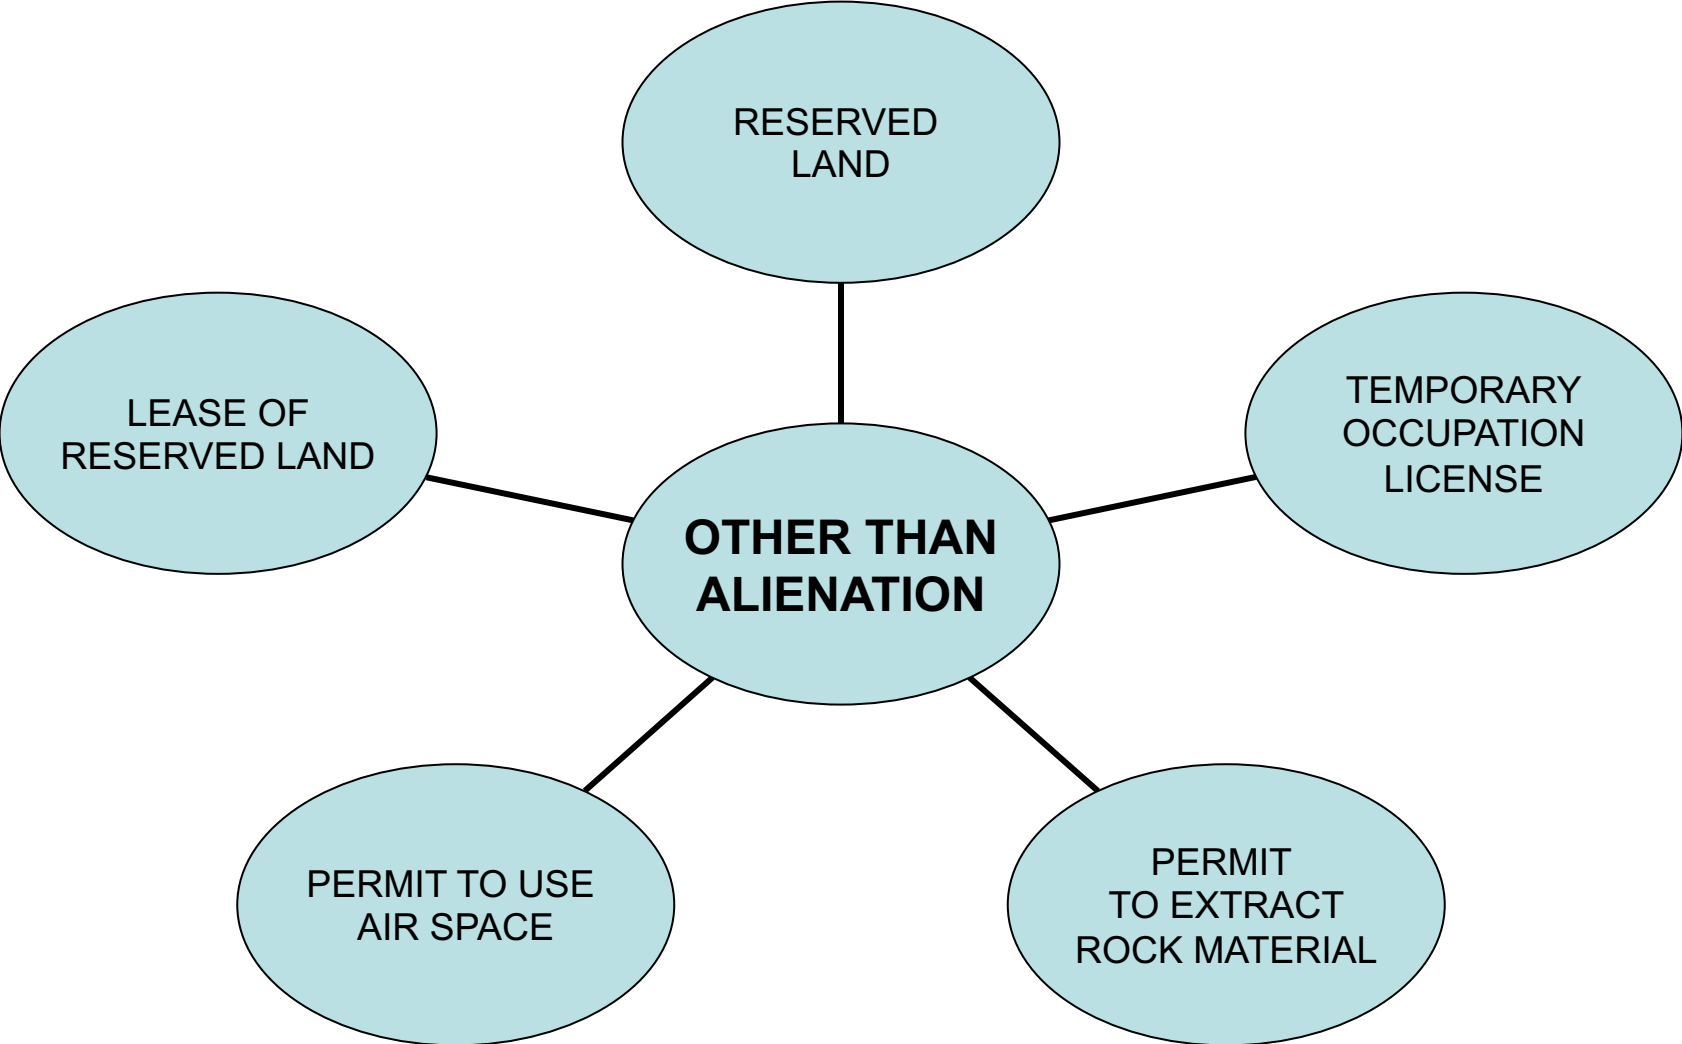 RESERVED
LAND
LEASE OF
RESERVED LAND
TEMPORARY
OCCUPATION
LICENSE
OTHER THAN
ALIENATION
PERMIT TO USE
AIR SPACE
PERMIT
TO EXTRACT
ROCK MATERIAL